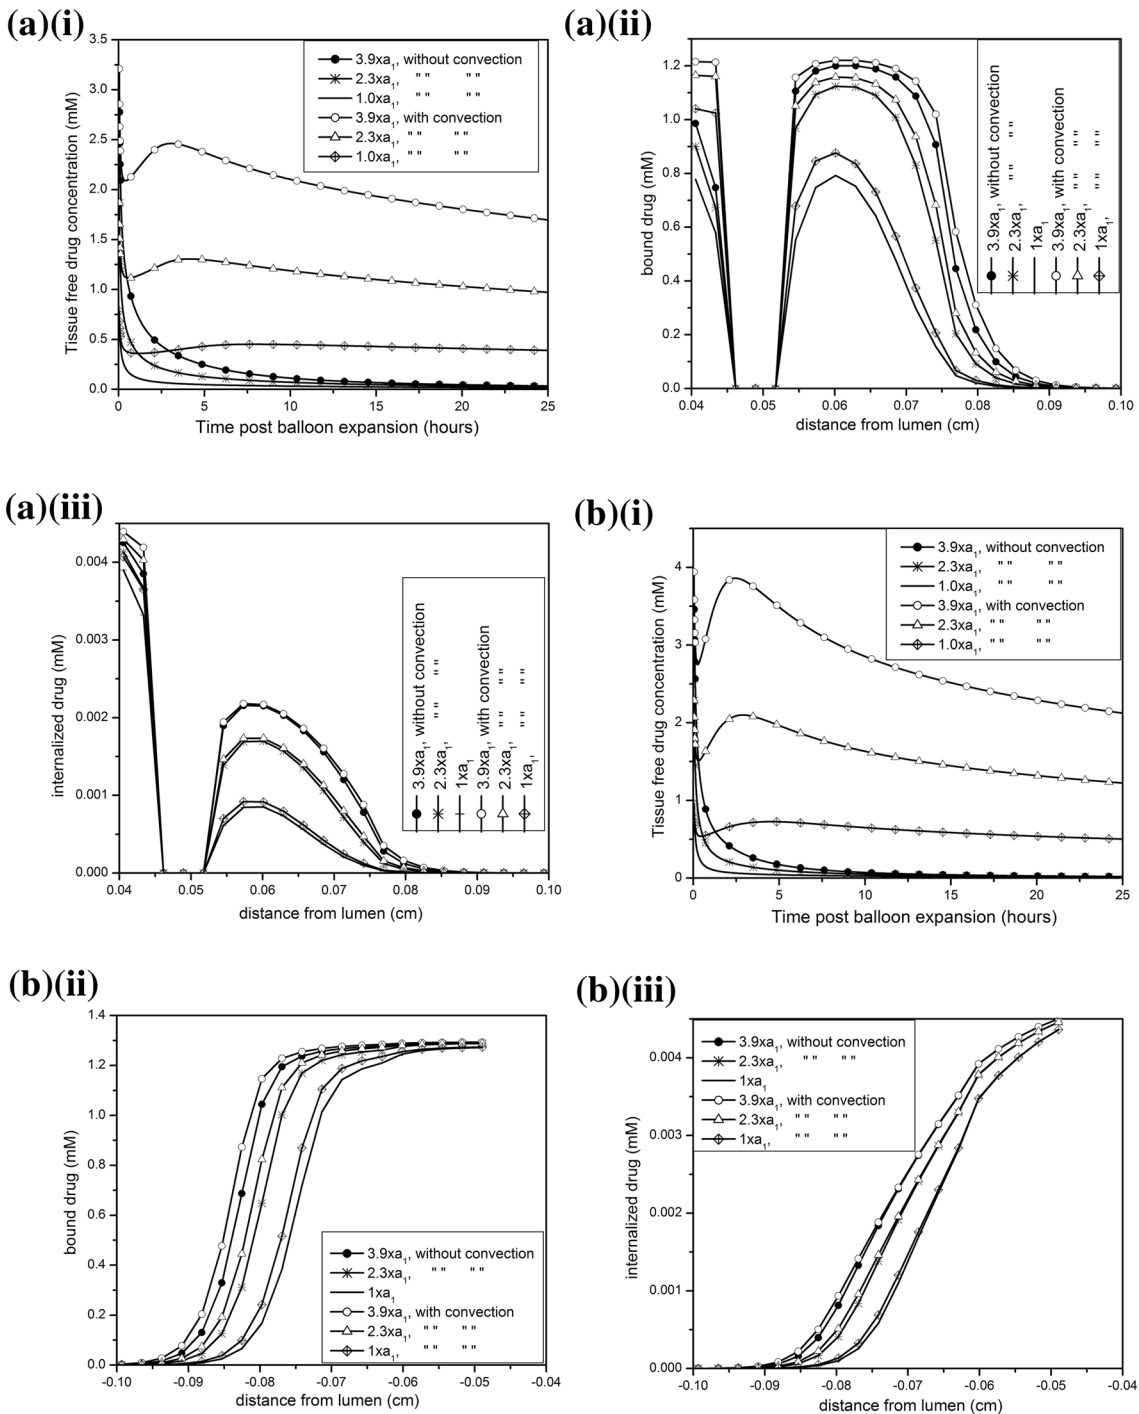 (a)(i)
Tissue free drug concentration (mM)
3.5
3.0
2.5
2.0
1.5
1.0
0.5
0.0
0 5 10 15 20 25
Time post balloon expansion (hours)
3.9xa1, without convection
2.3xa1, " " " "
1.0xa1, " " " "
3.9xa1, with convection
2.3xa1, " " " "
1.0xa1, " " " "
(a)(ii)
bound drug (mM)
1.2
1.0
0.8
0.6
0.4
0.2
0.0
0.04 0.05 0.06 0.07 0.08 0.09 0.10
distance from lumen (cm)
3.9xa1, without convection
2.3xa1, " " " "
1xa1
3.9xa1, with convection
2.3xa1, " " " "
1xa1, " " " "
(a)(iii)
internalized drug (mM)
0.004
0.003
0.002
0.001
0.000
0.04 0.05 0.06 0.07 0.08 0.09 0.10
distance from lumen (cm)
3.9xa1, without convection
2.3xa1, " " " "
1xa1
3.9xa1, with convection
2.3xa1, " " " "
1xa1, " " " "
(b)(i)
Tissue free drug concentration (mM)
4
3
2
1
0
0 5 10 15 20 25
Time post balloon expansion (hours)
3.9xa1, without convection
2.3xa1, " " " "
1.0xa1, " " " "
3.9xa1, with convection
2.3xa1, " " " "
1.0xa1, " " " "
(b)(ii)
bound drug (mM)
1.4
1.2
1.0
0.8
0.6
0.4
0.2
0.0
-0.10 -0.09 -0.08 -0.07 -0.06 -0.05 -0.04
distance from lumen (cm)
3.9xa1, without convection
2.3xa1, " " " "
1xa1
3.9xa1, with convection
2.3xa1, " " " "
1xa1, " " " "
(b)(iii)
internalized drug (mM)
0.004
0.003
0.002
0.001
0.000
-0.10 -0.09 -0.08 -0.07 -0.06 -0.05 -0.04
distance from lumen (cm)
3.9xa1, without convection
2.3xa1, " " " "
1xa1
3.9xa1, with convection
2.3xa1, " " " "
1xa1, " " " "